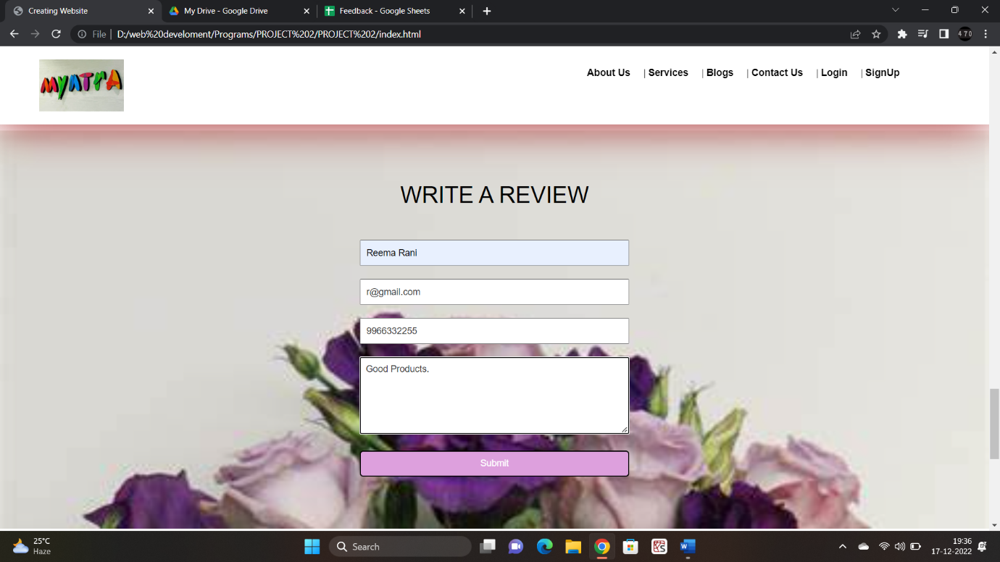 Creating Website
My Drive - Google Drive
Feedback - Google Sheets
File | D:/web%20develoment/Programs/PROJECT%202/PROJECT%202/index.html
470
MYNTRA
About Us | Services | Blogs | Contact Us | Login | SignUp
WRITE A REVIEW
Reema Rani
r@gmail.com
9966332255
Good Products.
Submit
25°C
Haze
Search
19:36
17-12-2022